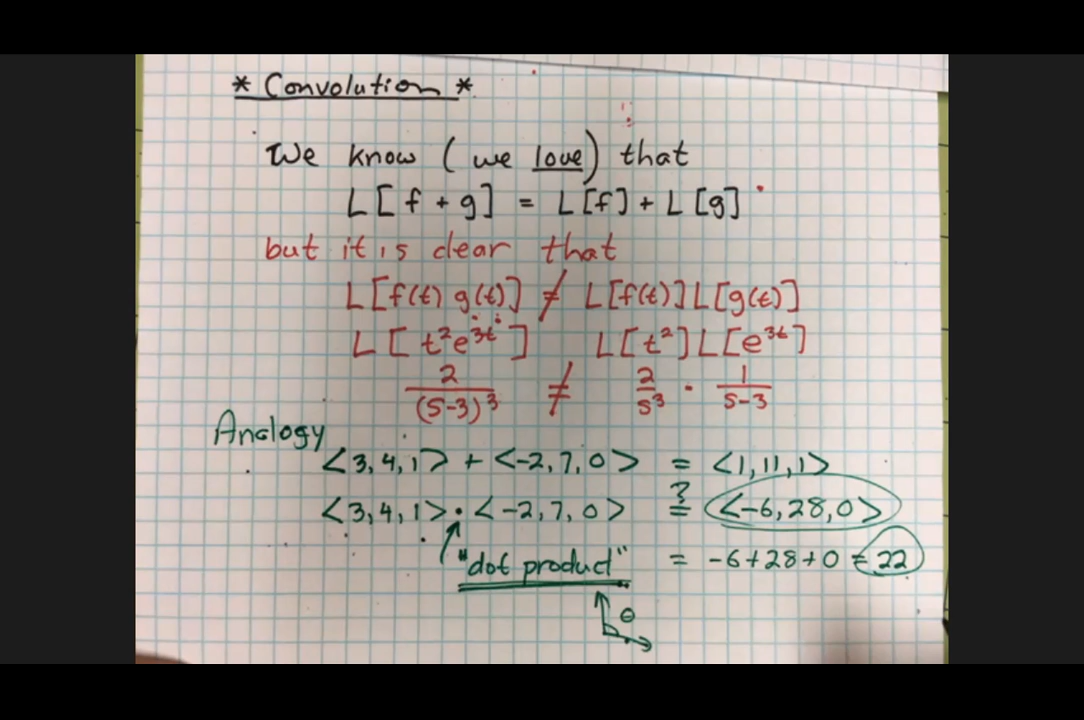 * Convolution *
We know (we love) that
L[f + g] = L[f] + L[g]
but it is clear that
L[f(t) g(t)] ≠ L[f(t)] L[g(t)]
L[t²e³ᵗ] L[t²] L[e³ᵗ]
2/(s-3)³ ≠ 2/s³ · 1/s-3
Analogy
<3,4,1> + <-2,7,0> = <1,11,1>
<3,4,1> • <-2,7,0> ≟ <-6,28,0>
"dot product" = -6+28+0 = 22
θ